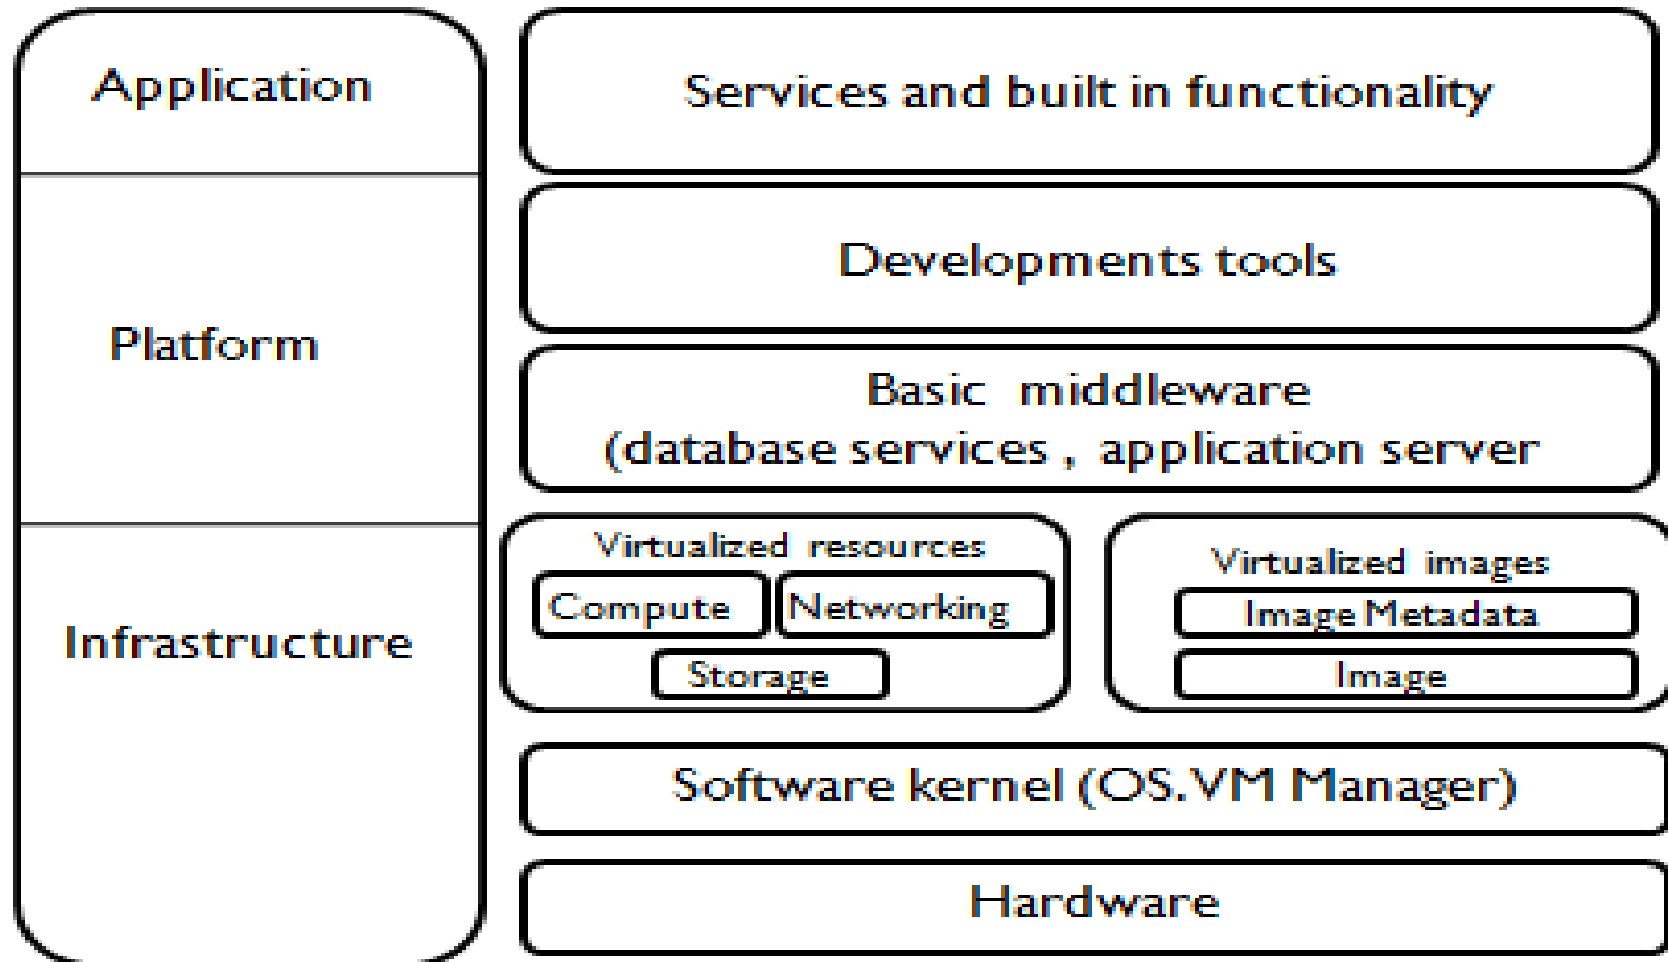 Application
Services and built in functionality
Platform
Developments tools
Basic middleware
(database services , application server
Infrastructure
Virtualized resources
Compute
Networking
Storage
Virtualized images
Image Metadata
Image
Software kernel (OS.VM Manager)
Hardware